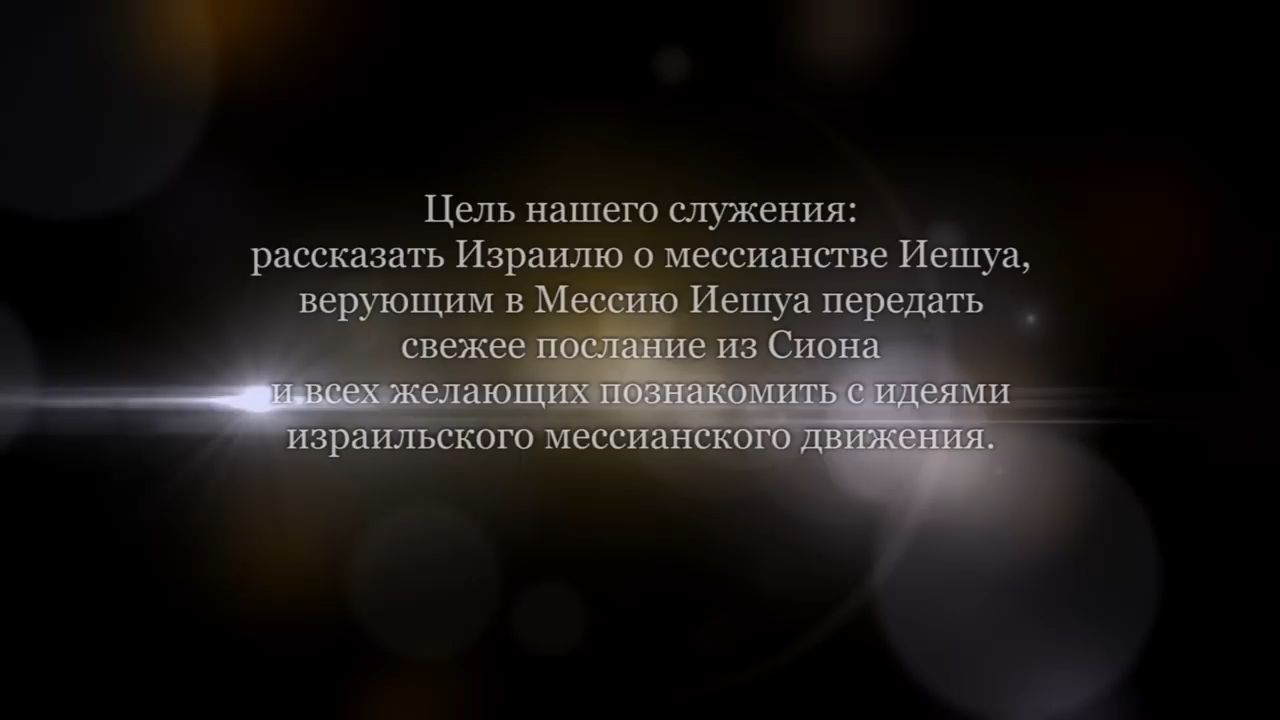 Цель нашего служения:
рассказать Израилю о мессианстве Иешуа,
верующим в Мессию Иешуа передать
свежее послание из Сиона
и всех желающих познакомить с идеями
израильского мессианского движения.